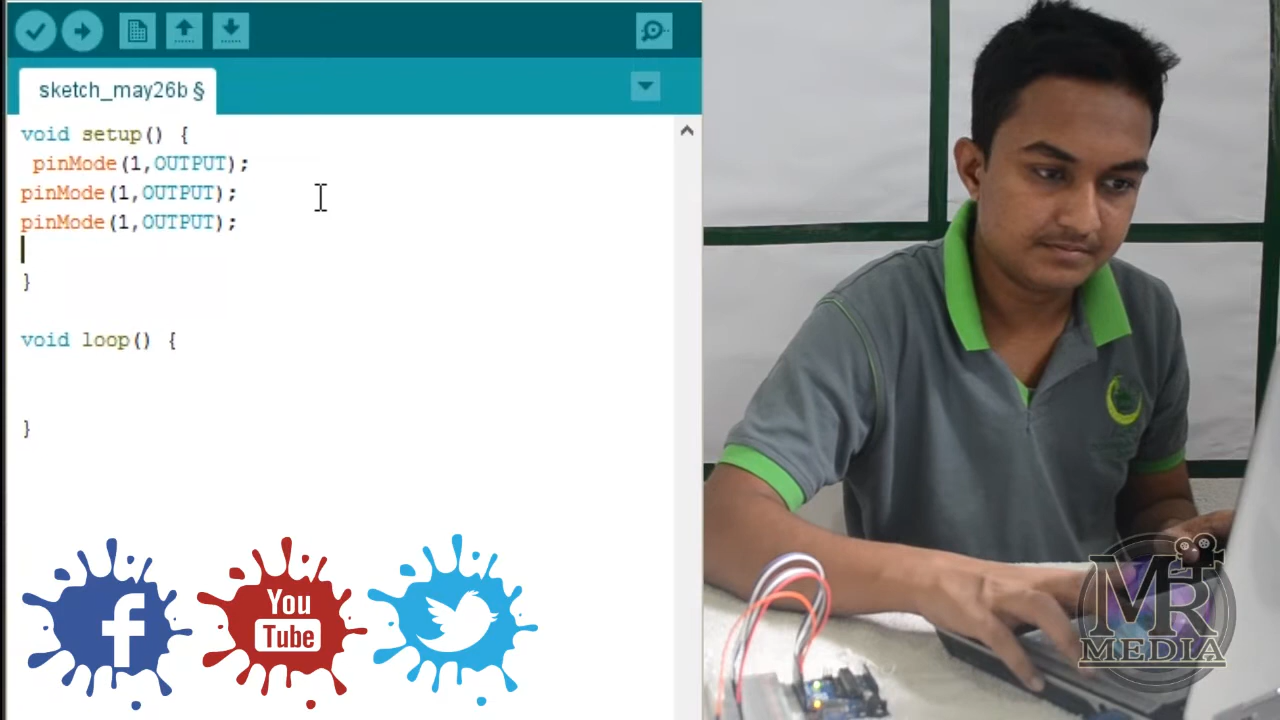 sketch_may26b §
void setup() {
 pinMode(1,OUTPUT);
pinMode(1,OUTPUT);
pinMode(1,OUTPUT);
}
void loop() {
}
f
You
Tube
MR
MEDIA